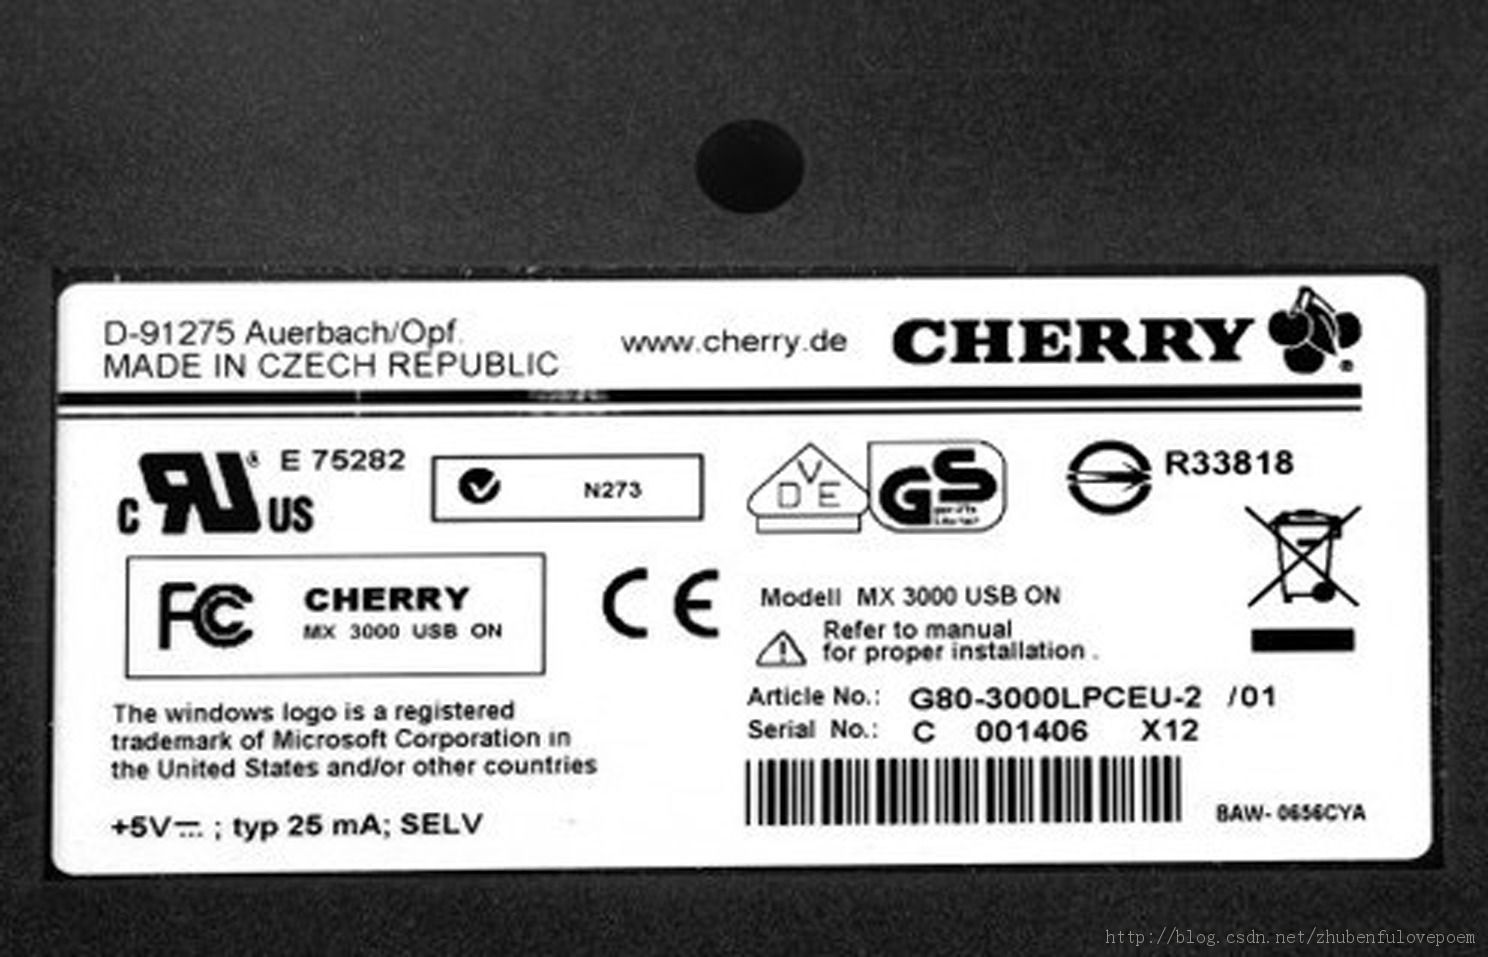 D-91275 Auerbach/Opf.
MADE IN CZECH REPUBLIC
www.cherry.de
CHERRY
®
c RU US ® E 75282
N273
VDE
GS
R33818
FC CHERRY
MX 3000 USB ON
CE
Modell MX 3000 USB ON
Refer to manual
for proper installation .
The windows logo is a registered
trademark of Microsoft Corporation in
the United States and/or other countries
+5V⎓ ; typ 25 mA; SELV
Article No.: G80-3000LPCEU-2 /01
Serial No.: C 001406 X12
BAW- 0656CYA
http://blog.csdn.net/zhubenfulovepoem